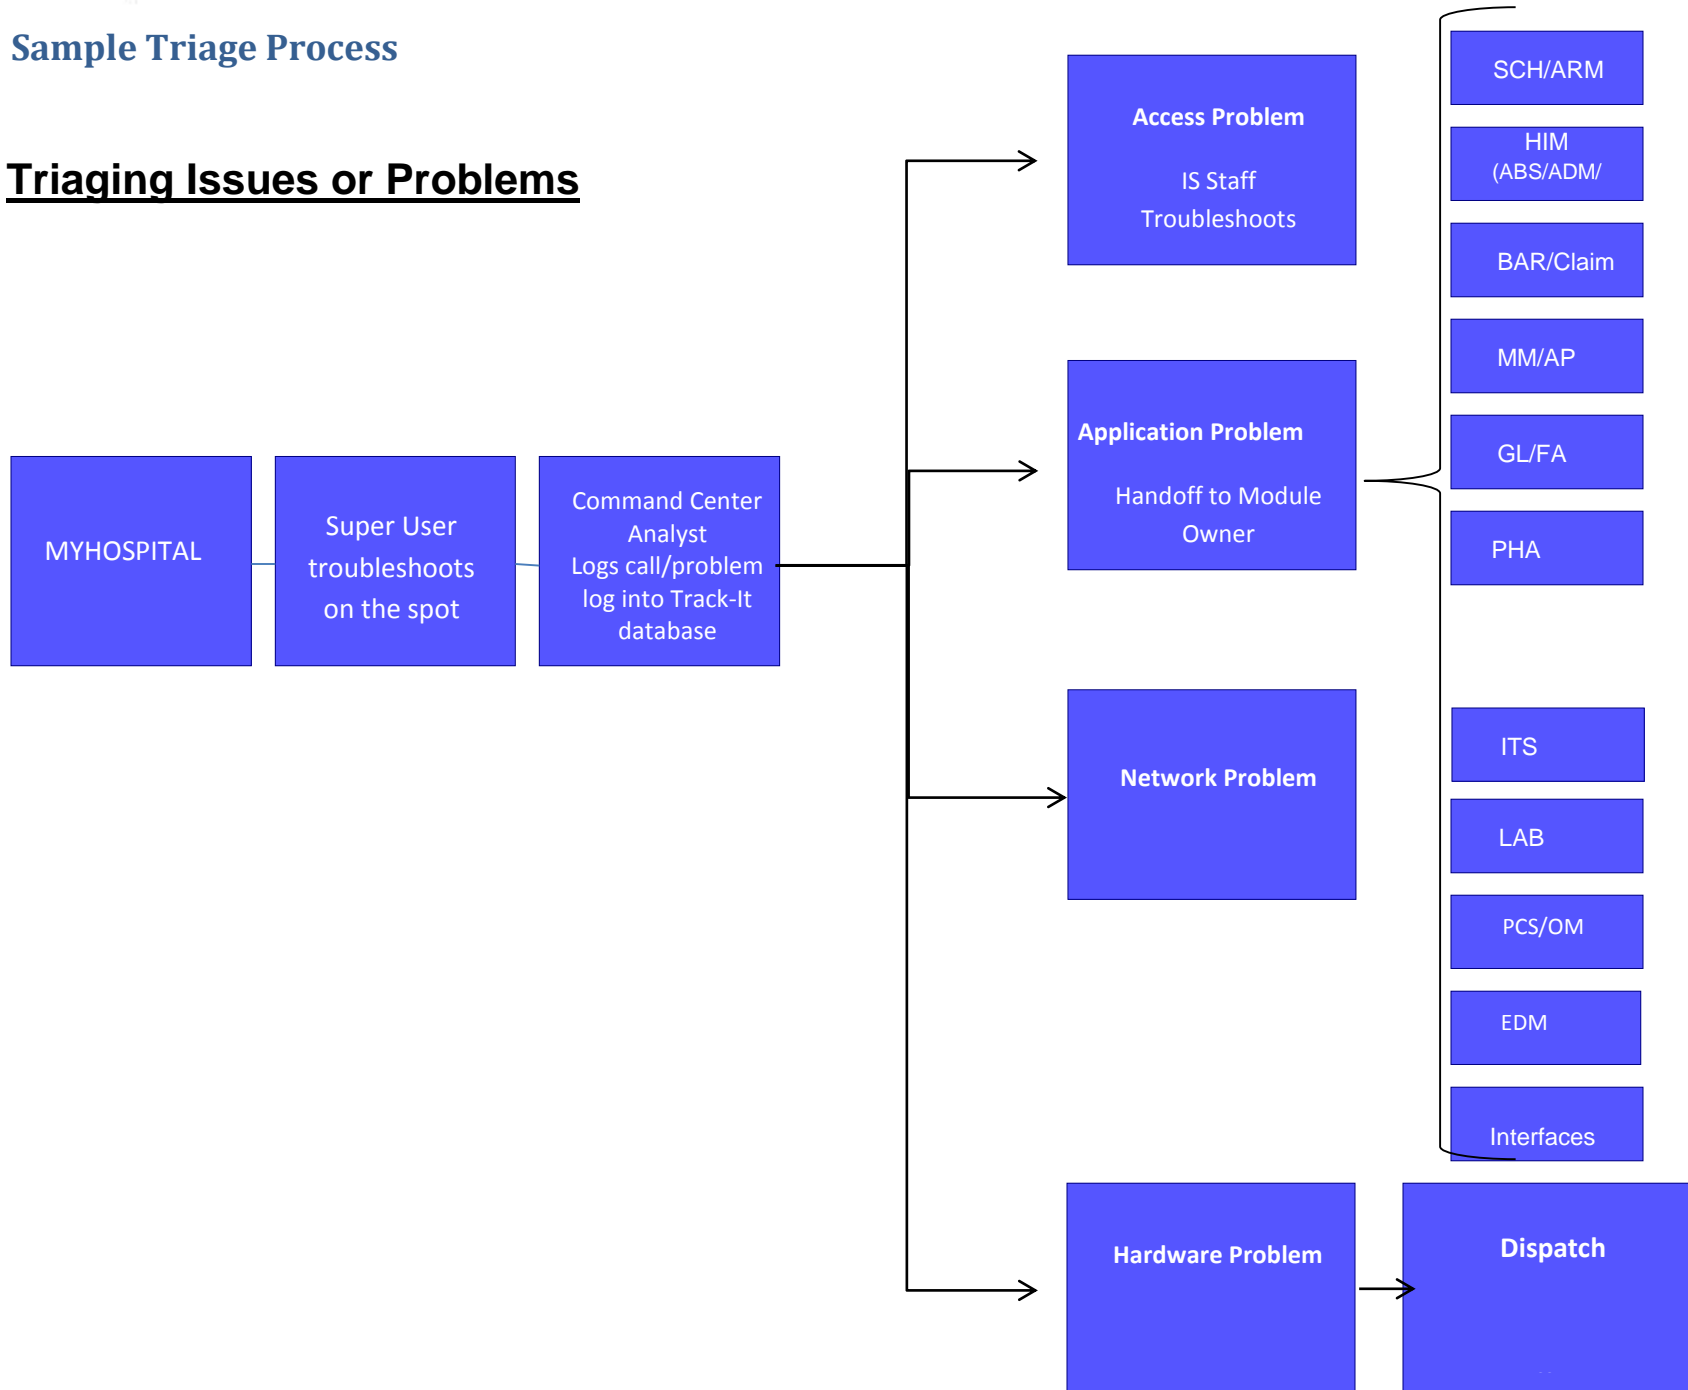 Sample Triage Process
Triaging Issues or Problems
MYHOSPITAL
Super User
troubleshoots
on the spot
Command Center
Analyst
Logs call/problem
log into Track-It
database
Access Problem
IS Staff
Troubleshoots
Application Problem
Handoff to Module
Owner
Network Problem
Hardware Problem
Dispatch
SCH/ARM
HIM
(ABS/ADM/
BAR/Claim
MM/AP
GL/FA
PHA
ITS
LAB
PCS/OM
EDM
Interfaces